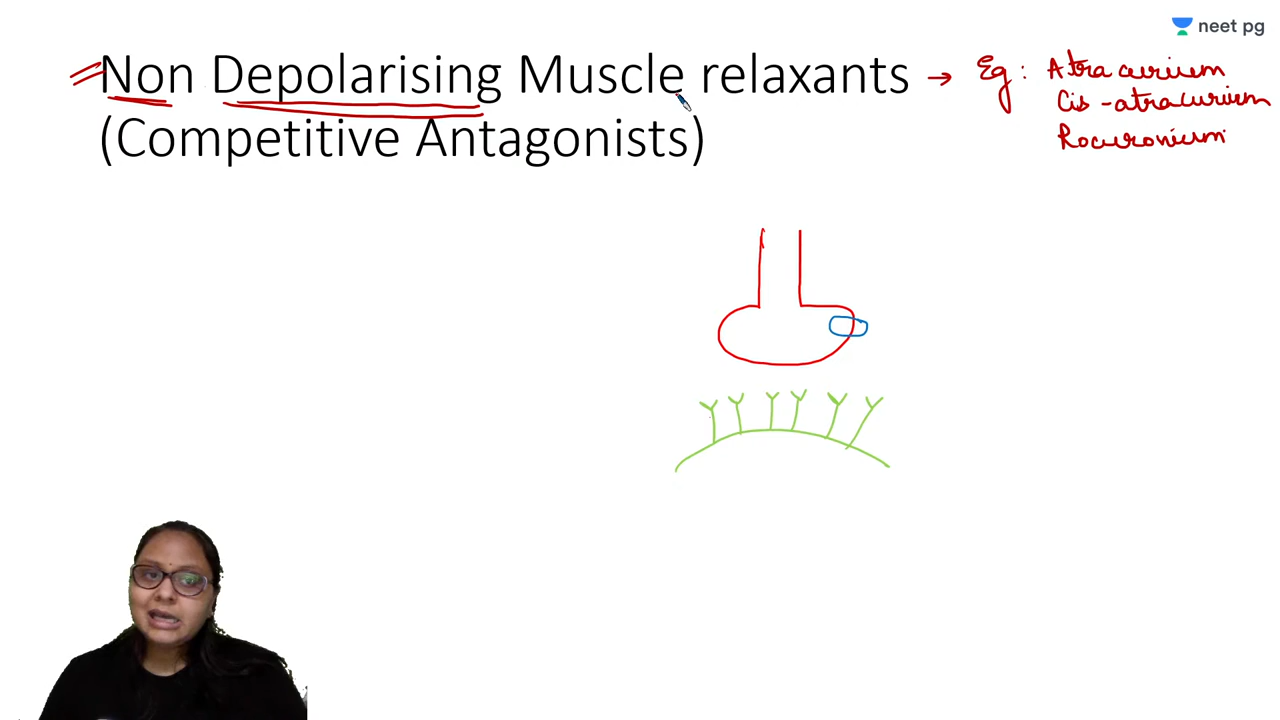 neet pg
Non Depolarising Muscle relaxants → Eg : Atracurium
(Competitive Antagonists)
Cis - atracurium
Rocuronium